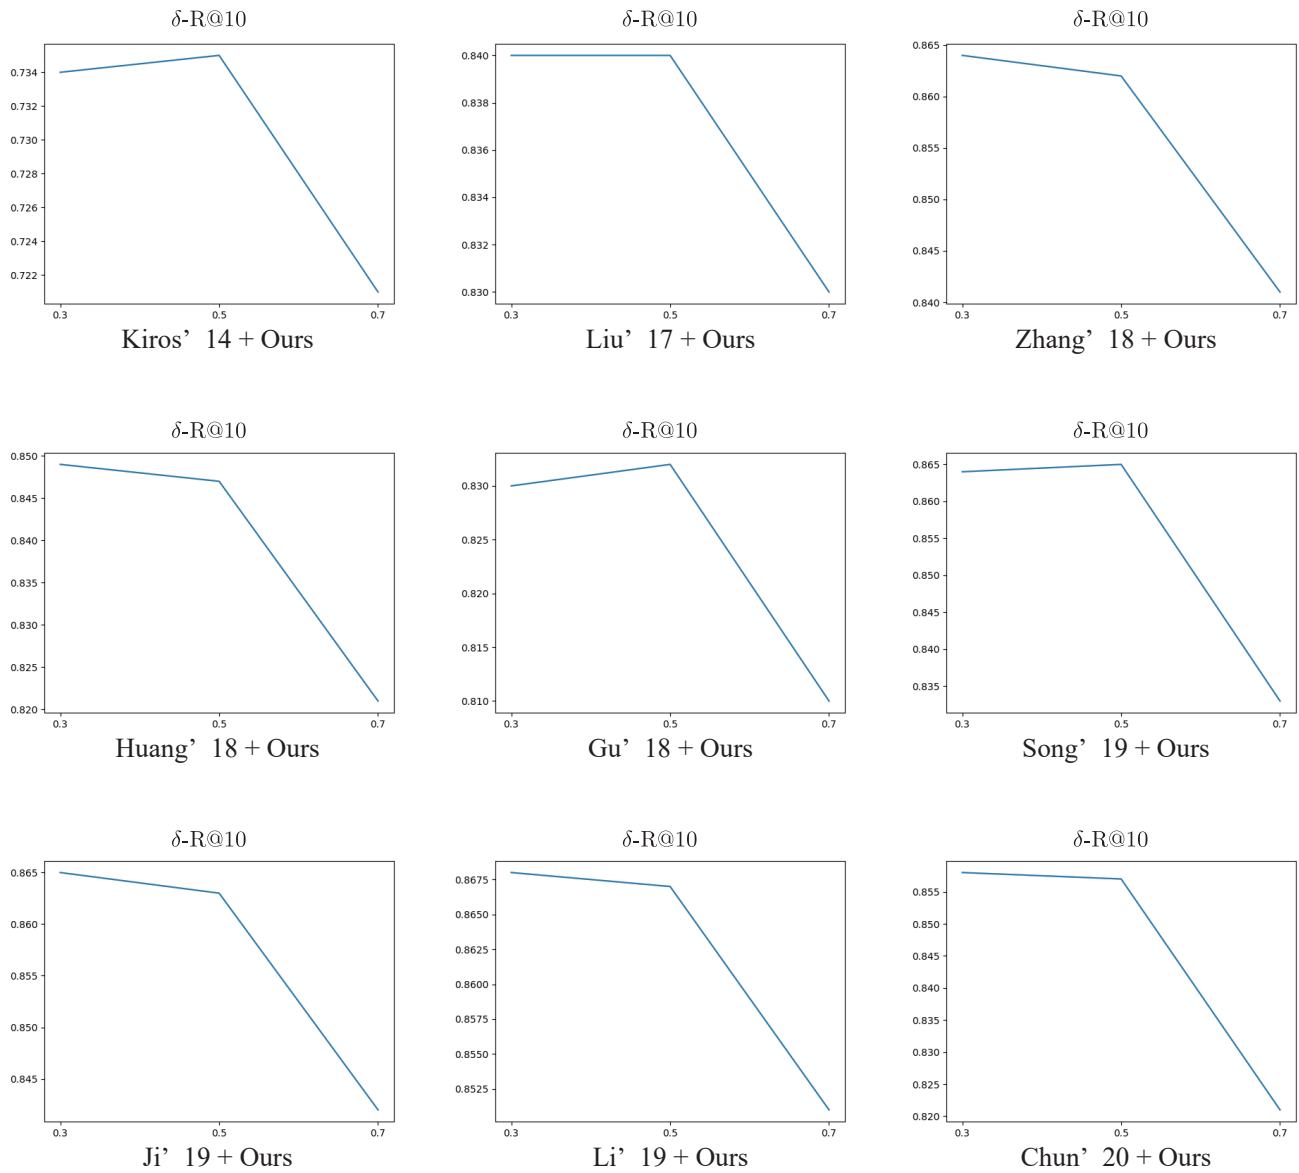 δ-R@10
0.734
0.732
0.730
0.728
0.726
0.724
0.722
0.3 0.5 0.7
Kiros’ 14 + Ours
δ-R@10
0.840
0.838
0.836
0.834
0.832
0.830
0.3 0.5 0.7
Liu’ 17 + Ours
δ-R@10
0.865
0.860
0.855
0.850
0.845
0.840
0.3 0.5 0.7
Zhang’ 18 + Ours
δ-R@10
0.850
0.845
0.840
0.835
0.830
0.825
0.820
0.3 0.5 0.7
Huang’ 18 + Ours
δ-R@10
0.830
0.825
0.820
0.815
0.810
0.3 0.5 0.7
Gu’ 18 + Ours
δ-R@10
0.865
0.860
0.855
0.850
0.845
0.840
0.835
0.3 0.5 0.7
Song’ 19 + Ours
δ-R@10
0.865
0.860
0.855
0.850
0.845
0.3 0.5 0.7
Ji’ 19 + Ours
δ-R@10
0.8675
0.8650
0.8625
0.8600
0.8575
0.8550
0.8525
0.3 0.5 0.7
Li’ 19 + Ours
δ-R@10
0.855
0.850
0.845
0.840
0.835
0.830
0.825
0.820
0.3 0.5 0.7
Chun’ 20 + Ours